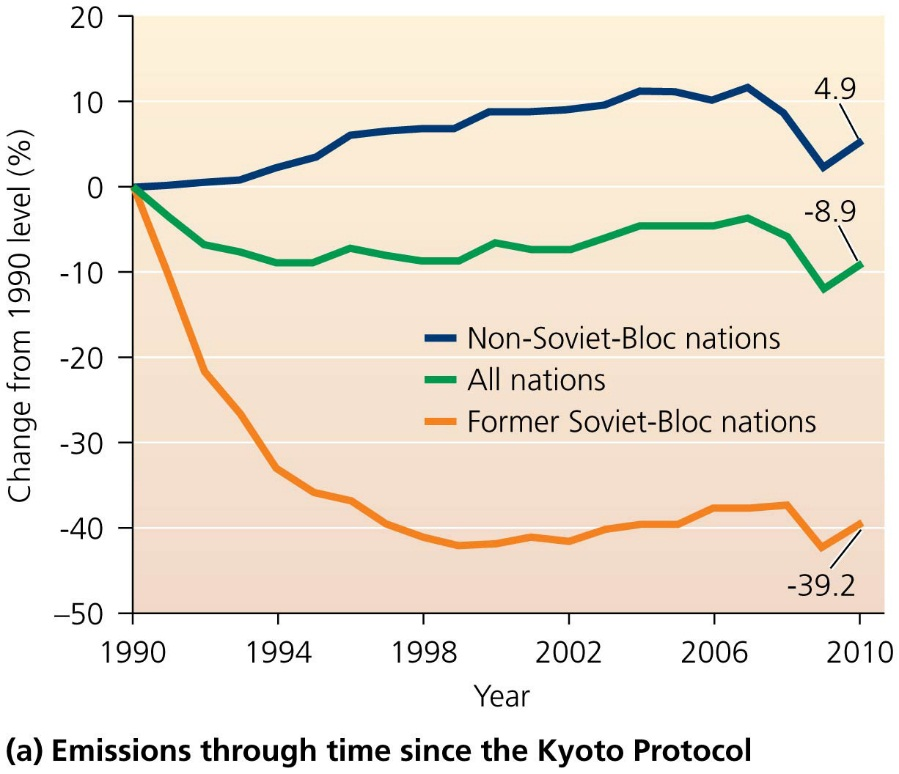 20
10
0
-10
-20
-30
-40
–50
Change from 1990 level (%)
4.9
-8.9
Non-Soviet-Bloc nations
All nations
Former Soviet-Bloc nations
-39.2
1990 1994 1998 2002 2006 2010
Year
(a) Emissions through time since the Kyoto Protocol